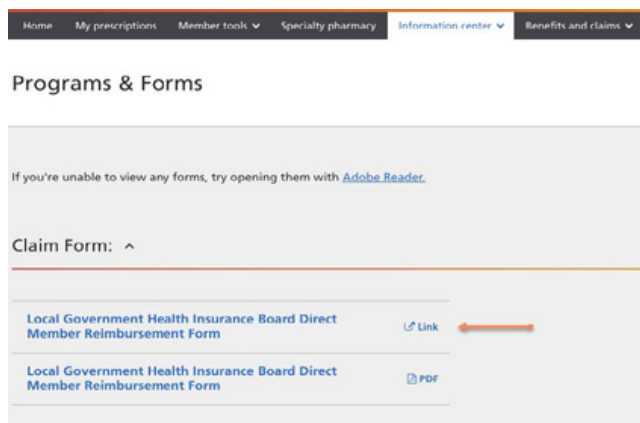 Home My prescriptions Member tools Specialty pharmacy Information center Benefits and claims
Programs & Forms
If you're unable to view any forms, try opening them with Adobe Reader.
Claim Form:
Local Government Health Insurance Board Direct
Member Reimbursement Form
Link
Local Government Health Insurance Board Direct
Member Reimbursement Form
PDF